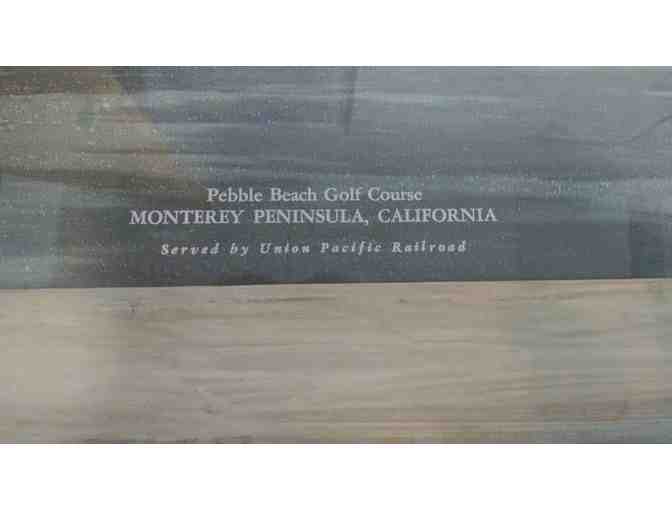 Pebble Beach Golf Course
MONTEREY PENINSULA, CALIFORNIA
Served by Union Pacific Railroad